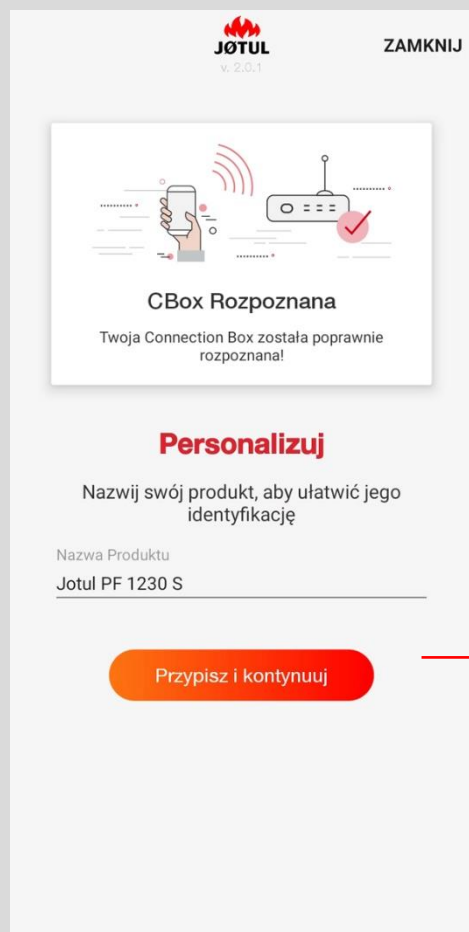 JØTUL
v. 2.0.1
ZAMKNIJ
CBox Rozpoznana
Twoja Connection Box została poprawnie
rozpoznana!
Personalizuj
Nazwij swój produkt, aby ułatwić jego
identyfikację
Nazwa Produktu
Jotul PF 1230 S
Przypisz i kontynuuj